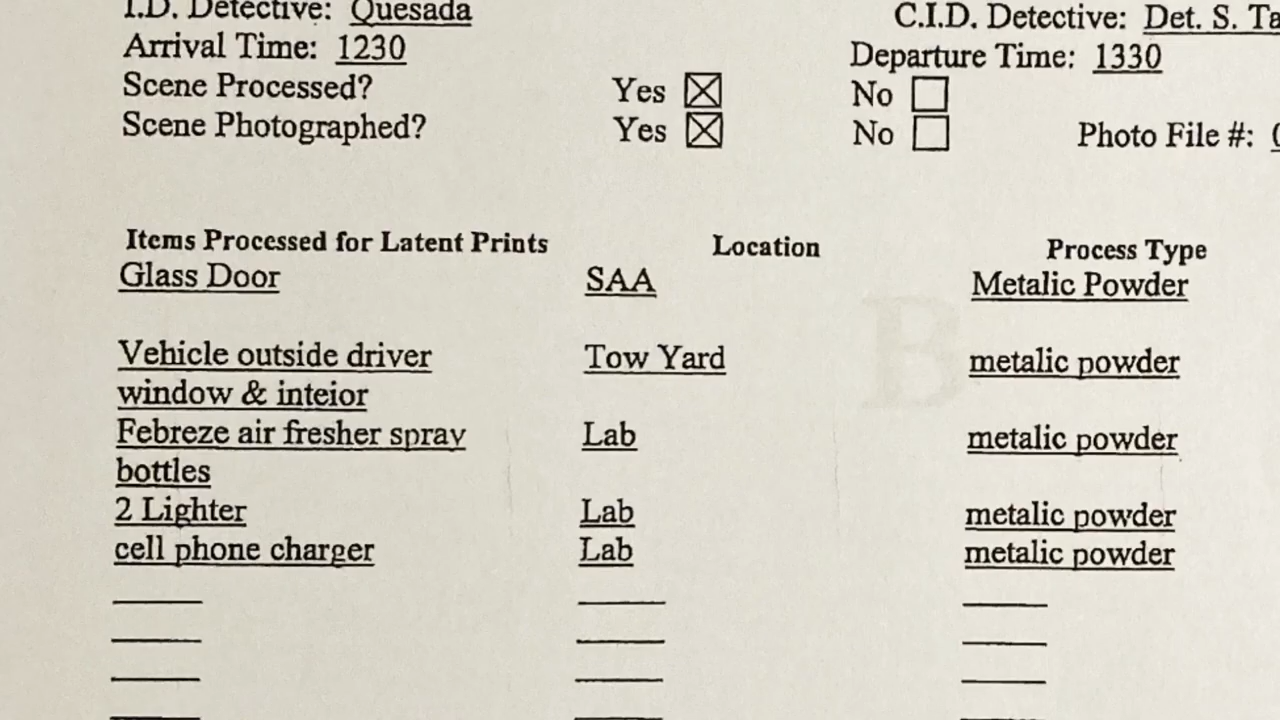 I.D. Detective: Quesada C.I.D. Detective: Det. S.
Arrival Time: 1230 Departure Time: 1330
Scene Processed? Yes ☒ No ☐
Scene Photographed? Yes ☒ No ☐ Photo File #:
Items Processed for Latent Prints Location Process Type
Glass Door SAA Metalic Powder
Vehicle outside driver Tow Yard metalic powder
window & inteior
Febreze air fresher spray Lab metalic powder
bottles
2 Lighter Lab metalic powder
cell phone charger Lab metalic powder
B